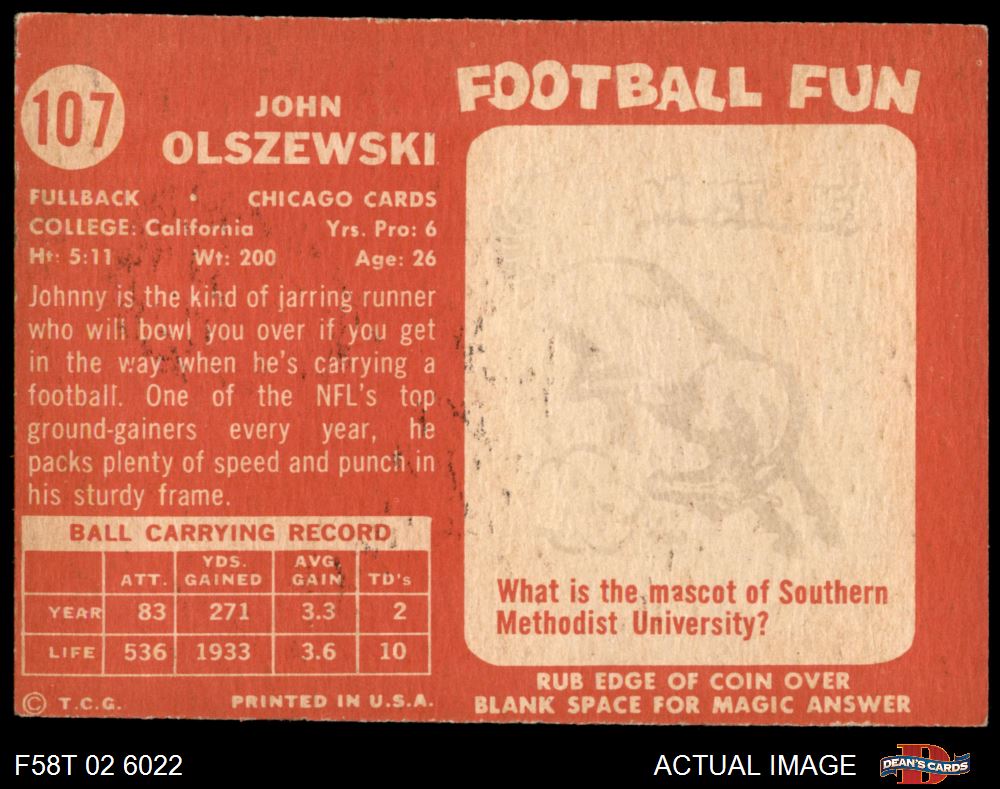 107
JOHN
OLSZEWSKI
FULLBACK • CHICAGO CARDS
COLLEGE: California Yrs. Pro: 6
Ht: 5:11 Wt: 200 Age: 26
Johnny is the kind of jarring runner
who will bowl you over if you get
in the way when he's carrying a
football. One of the NFL's top
ground-gainers every year, he
packs plenty of speed and punch in
his sturdy frame.
BALL CARRYING RECORD
ATT. YDS. GAINED AVG. GAIN TD's
YEAR 83 271 3.3 2
LIFE 536 1933 3.6 10
© T.C.G. PRINTED IN U.S.A.
FOOTBALL FUN
What is the mascot of Southern
Methodist University?
RUB EDGE OF COIN OVER
BLANK SPACE FOR MAGIC ANSWER
F58T 02 6022
ACTUAL IMAGE
D
DEAN'S CARDS